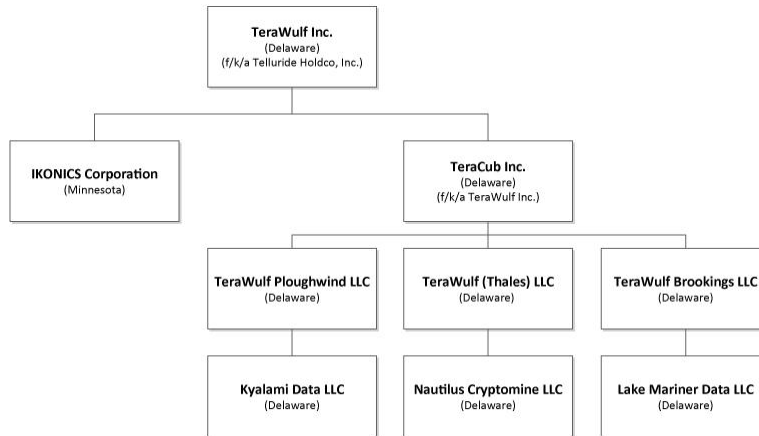 TeraWulf Inc.
(Delaware)
(f/k/a Telluride Holdco, Inc.)
IKONICS Corporation
(Minnesota)
TeraCub Inc.
(Delaware)
(f/k/a TeraWulf Inc.)
TeraWulf Ploughwind LLC
(Delaware)
TeraWulf (Thales) LLC
(Delaware)
TeraWulf Brookings LLC
(Delaware)
Kyalami Data LLC
(Delaware)
Nautilus Cryptomine LLC
(Delaware)
Lake Mariner Data LLC
(Delaware)